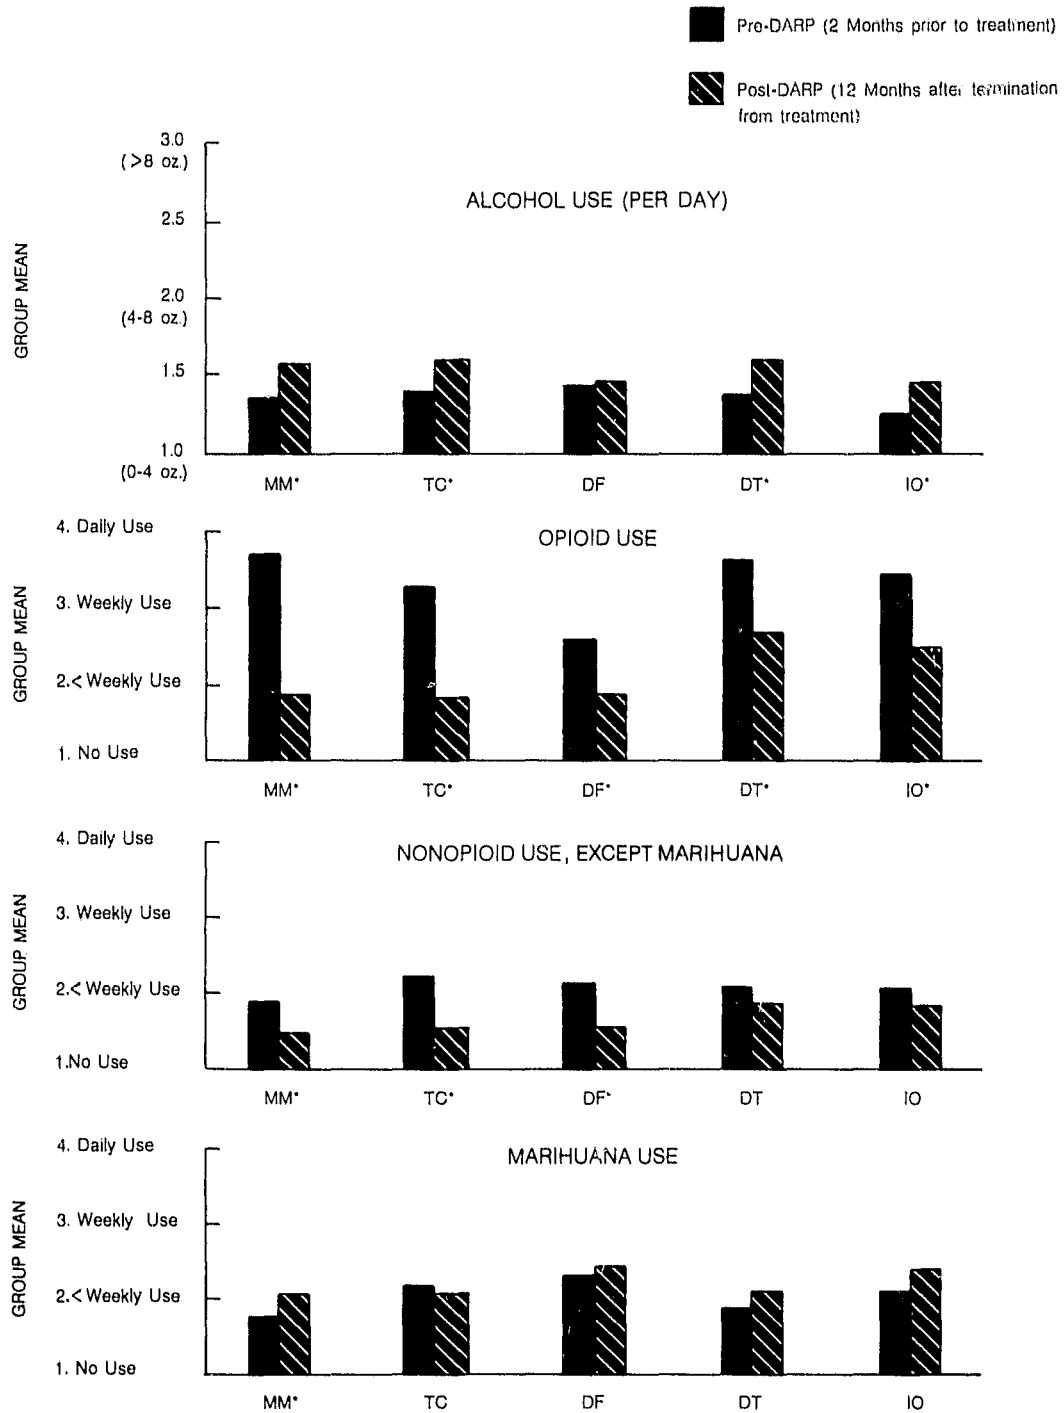 Pre-DARP (2 Months prior to treatment)
Post-DARP (12 Months after termination
from treatment)
ALCOHOL USE (PER DAY)
GROUP MEAN
3.0
(>8 oz.)
2.5
2.0
(4-8 oz.)
1.5
1.0
(0-4 oz.)
MM* TC* DF DT* IO*
OPIOID USE
GROUP MEAN
4. Daily Use
3. Weekly Use
2.< Weekly Use
1. No Use
MM* TC* DF* DT* IO*
NONOPIOID USE, EXCEPT MARIHUANA
GROUP MEAN
4. Daily Use
3. Weekly Use
2.< Weekly Use
1.No Use
MM* TC* DF* DT IO
MARIHUANA USE
GROUP MEAN
4. Daily Use
3. Weekly Use
2.< Weekly Use
1. No Use
MM* TC DF DT IO